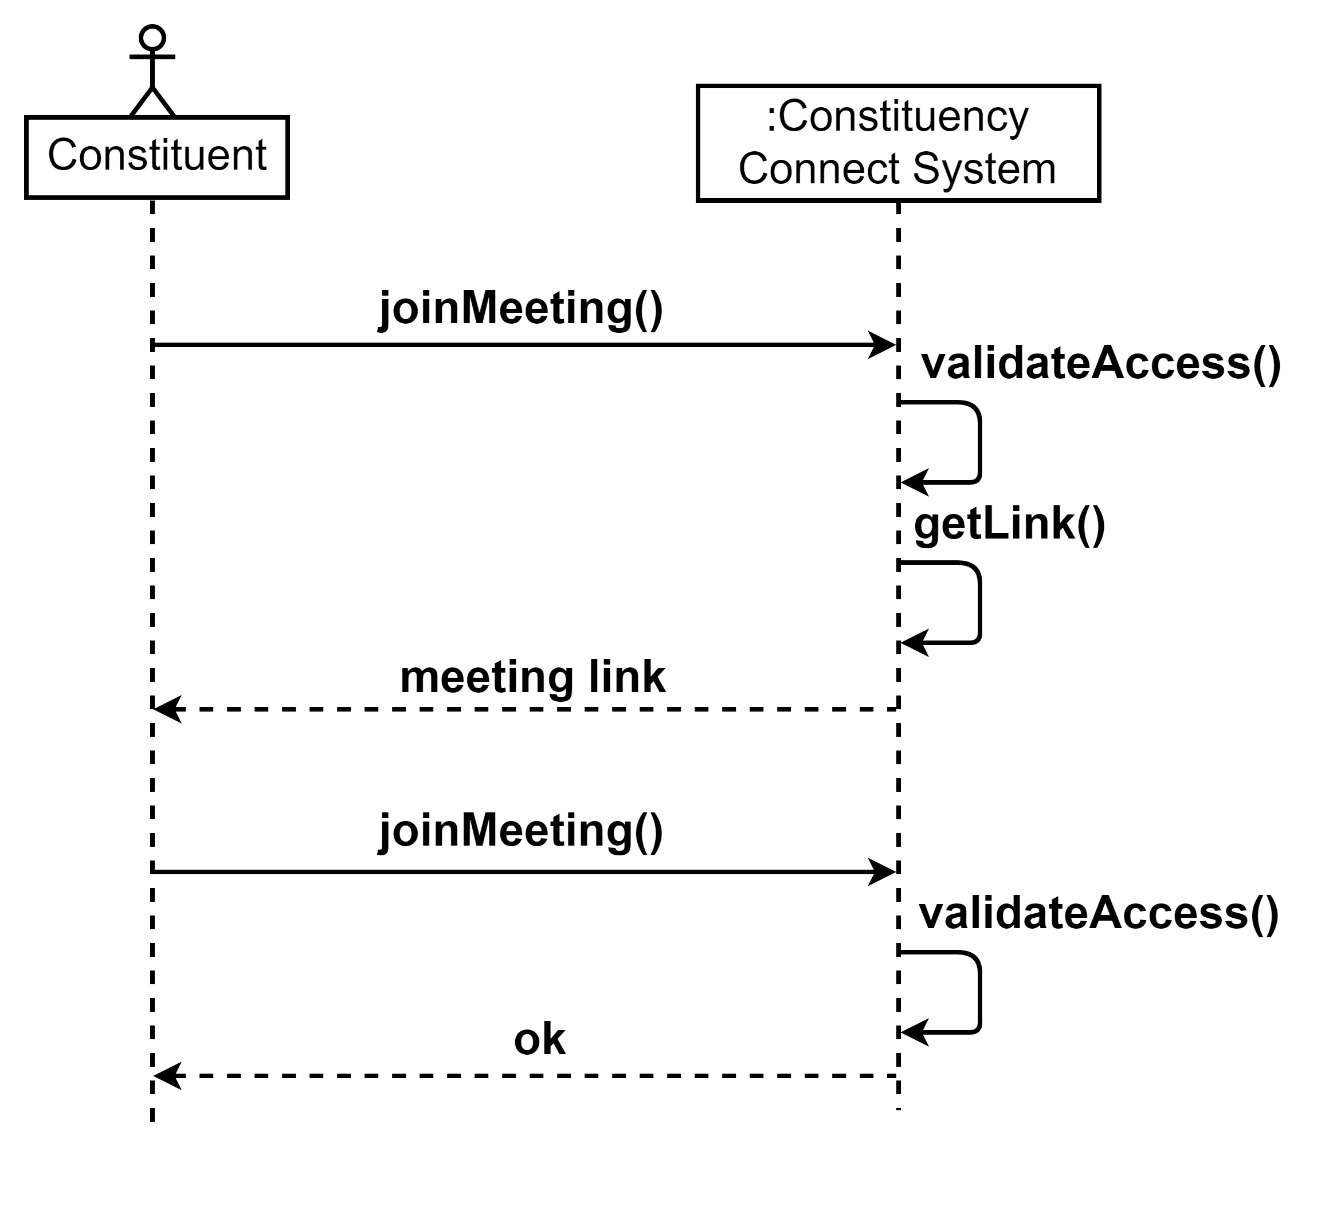 Constituent
:Constituency
Connect System
joinMeeting()
validateAccess()
getLink()
meeting link
joinMeeting()
validateAccess()
ok